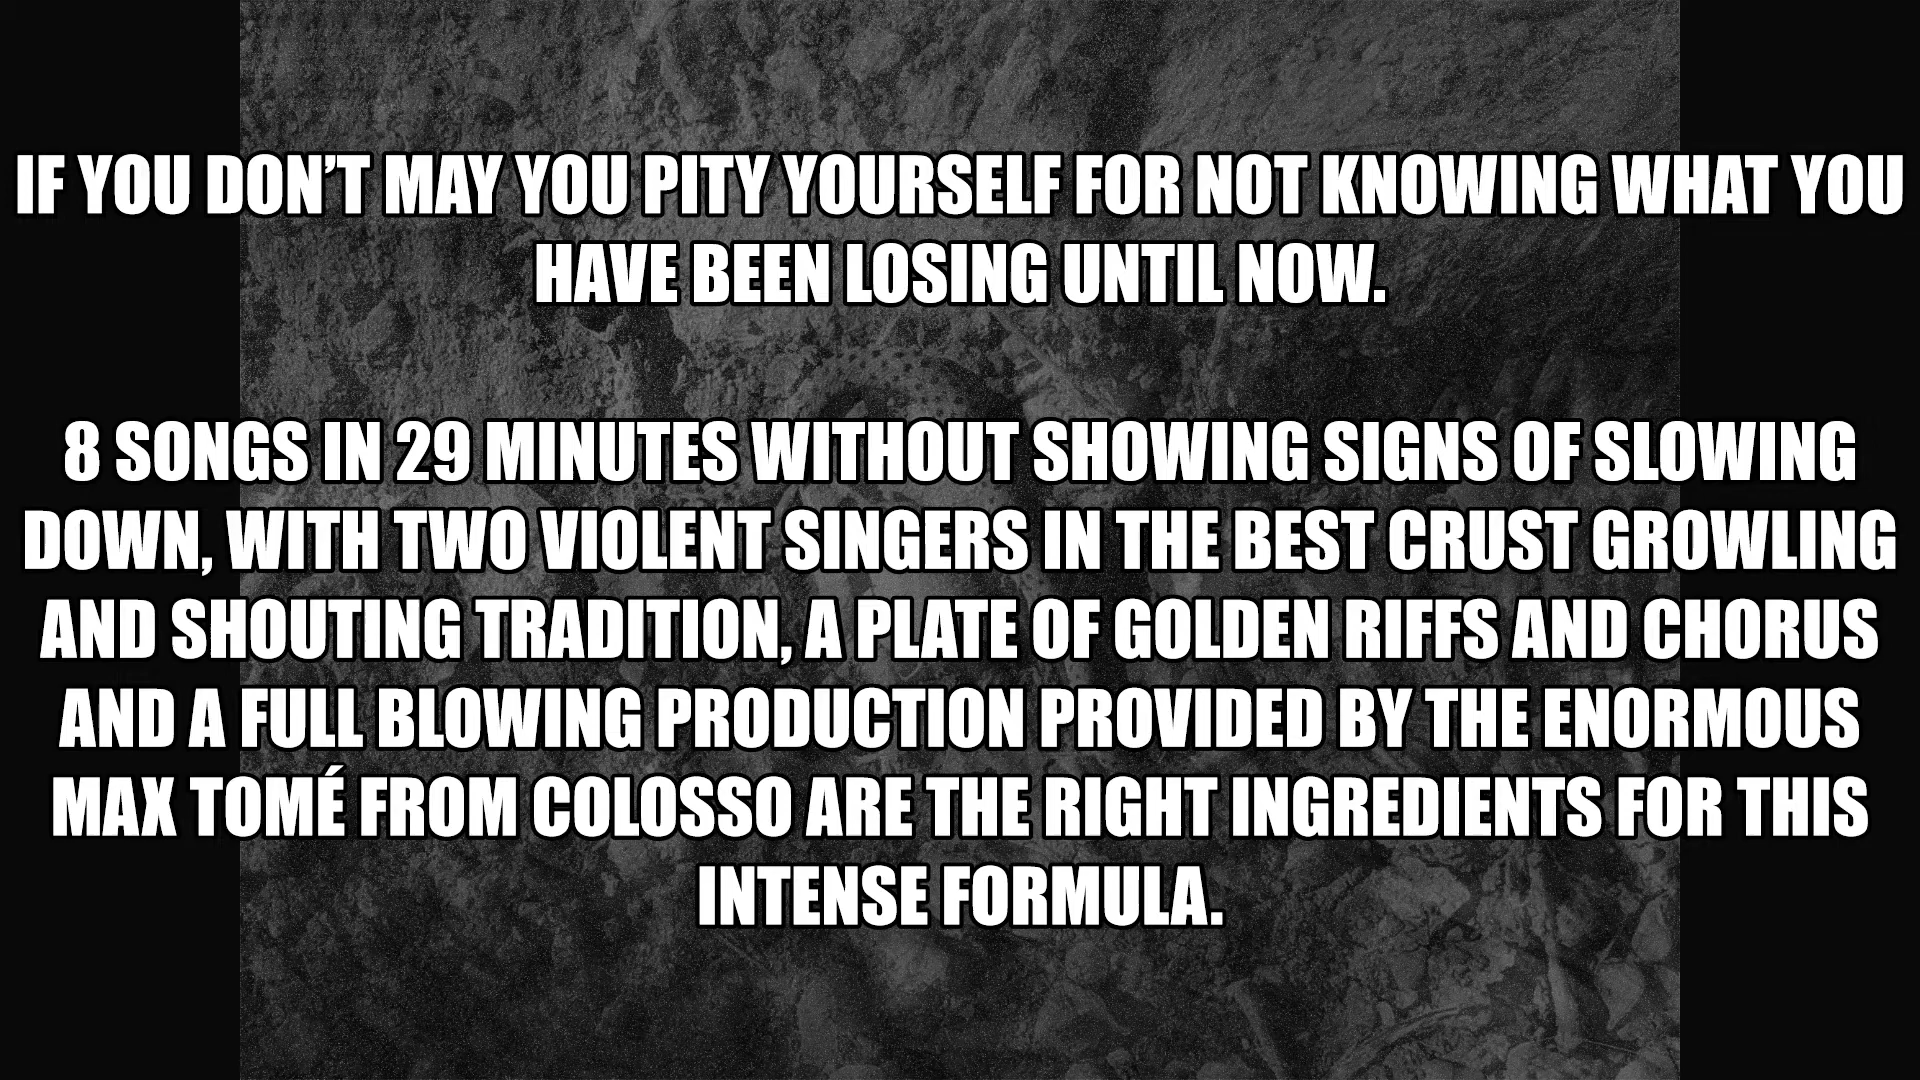 IF YOU DON’T MAY YOU PITY YOURSELF FOR NOT KNOWING WHAT YOU
HAVE BEEN LOSING UNTIL NOW.
8 SONGS IN 29 MINUTES WITHOUT SHOWING SIGNS OF SLOWING
DOWN, WITH TWO VIOLENT SINGERS IN THE BEST CRUST GROWLING
AND SHOUTING TRADITION, A PLATE OF GOLDEN RIFFS AND CHORUS
AND A FULL BLOWING PRODUCTION PROVIDED BY THE ENORMOUS
MAX TOMÉ FROM COLOSSO ARE THE RIGHT INGREDIENTS FOR THIS
INTENSE FORMULA.